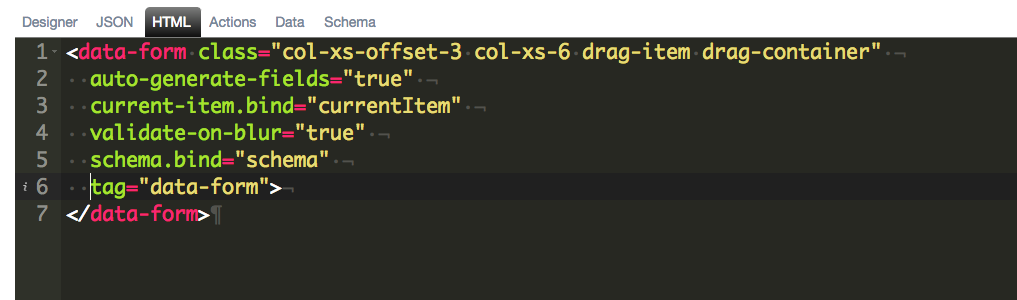 Designer JSON HTML Actions Data Schema
1 <data-form class="col-xs-offset-3 col-xs-6 drag-item drag-container" ¬
2 auto-generate-fields="true" ¬
3 current-item.bind="currentItem" ¬
4 validate-on-blur="true" ¬
5 schema.bind="schema" ¬
i 6 tag="data-form">¬
7 </data-form>¶